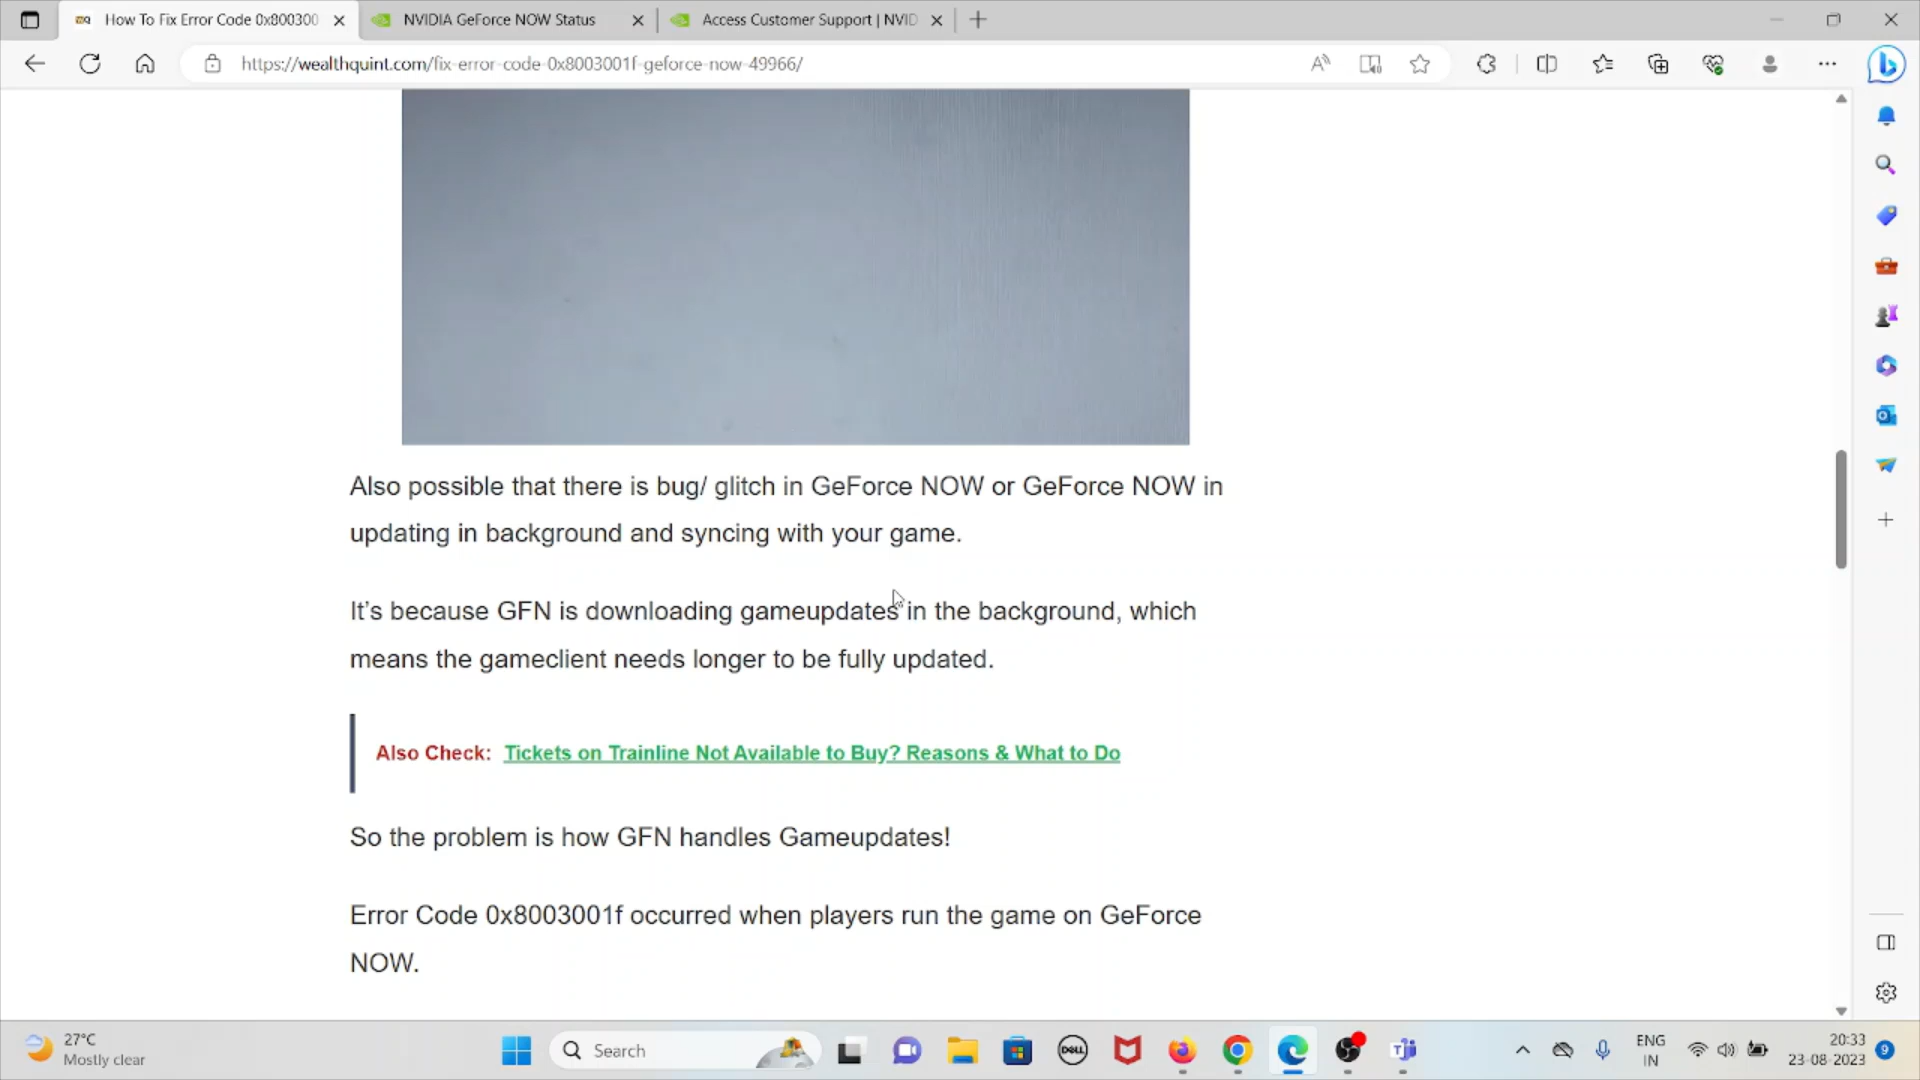 How To Fix Error Code 0x800300
NVIDIA GeForce NOW Status
Access Customer Support | NVID
https://wealthquint.com/fix-error-code-0x8003001f-geforce-now-49966/
Also possible that there is bug/ glitch in GeForce NOW or GeForce NOW in
updating in background and syncing with your game.
It’s because GFN is downloading gameupdates in the background, which
means the gameclient needs longer to be fully updated.
Also Check: Tickets on Trainline Not Available to Buy? Reasons & What to Do
So the problem is how GFN handles Gameupdates!
Error Code 0x8003001f occurred when players run the game on GeForce
NOW.
27°C
Mostly clear
Search
DELL
ENG
IN
20:33
23-08-2023
9